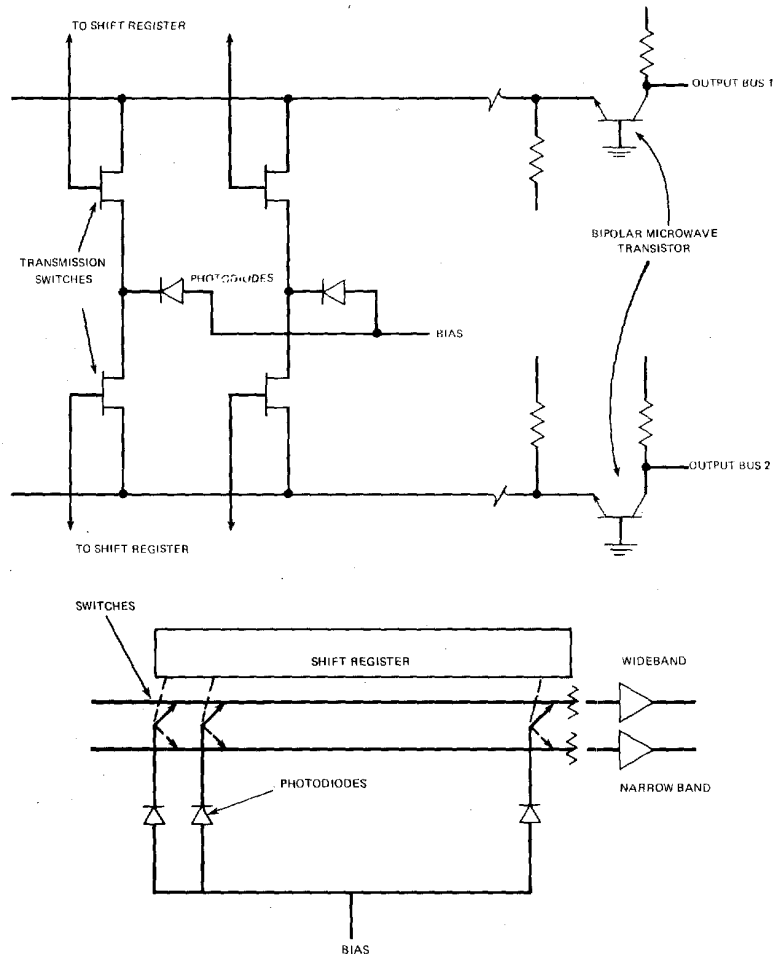 TO SHIFT REGISTER
OUTPUT BUS 1
BIPOLAR MICROWAVE
TRANSISTOR
TRANSMISSION
SWITCHES
PHOTODIODES
BIAS
OUTPUT BUS 2
TO SHIFT REGISTER
SWITCHES
SHIFT REGISTER
WIDEBAND
PHOTODIODES
NARROW BAND
BIAS